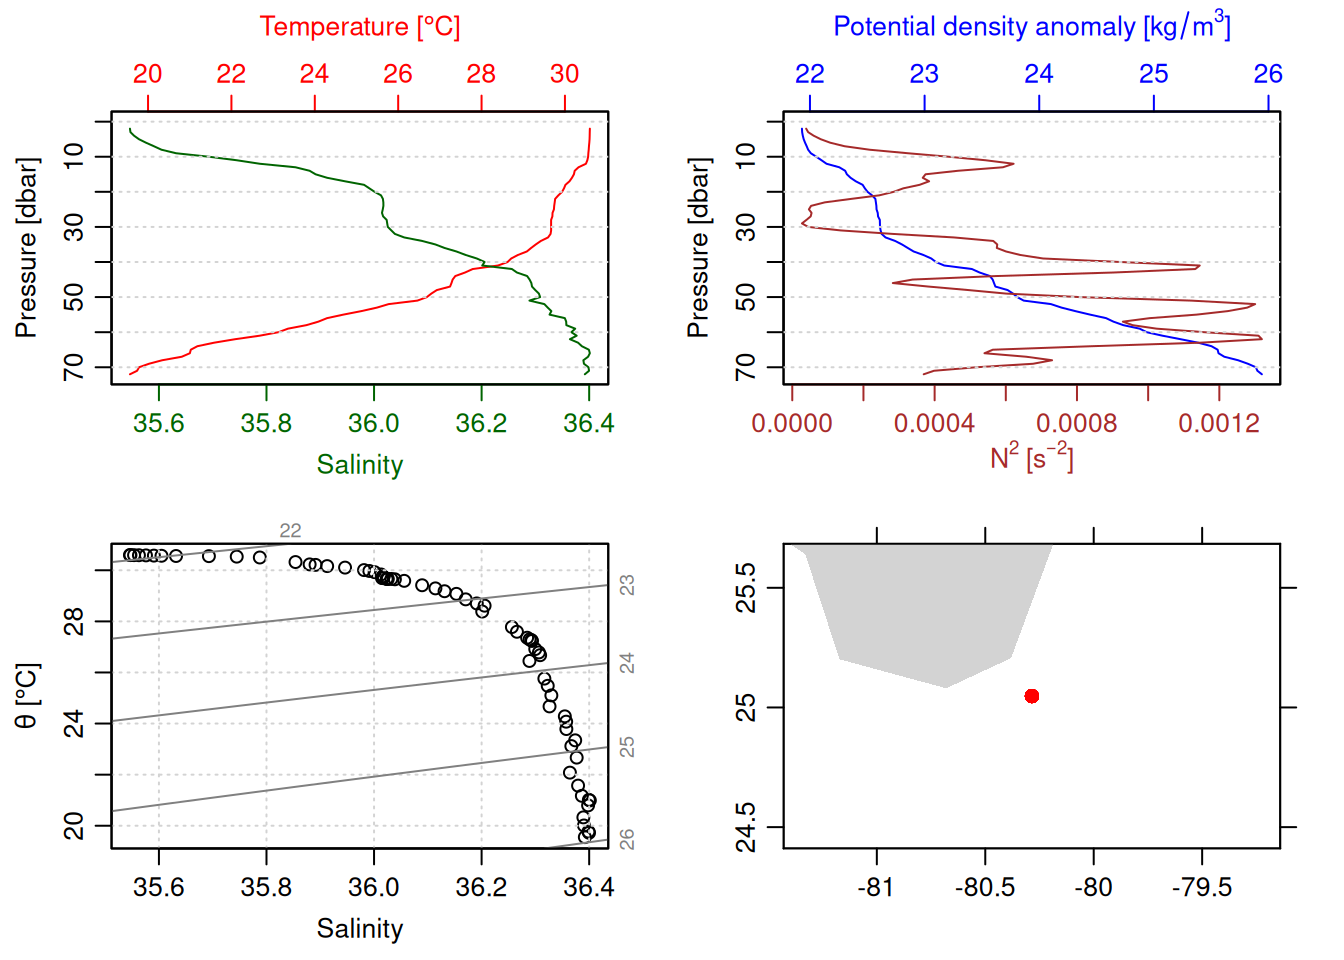 Temperature [°C]
20 22 24 26 28 30
Pressure [dbar]
10 30 50 70
35.6 35.8 36.0 36.2 36.4
Salinity
Potential density anomaly [kg/m³]
22 23 24 25 26
Pressure [dbar]
10 30 50 70
0.0000 0.0004 0.0008 0.0012
N² [s⁻²]
22
23
24
25
26
θ [°C]
28
24
20
35.6 35.8 36.0 36.2 36.4
Salinity
25.5
25
24.5
-81 -80.5 -80 -79.5